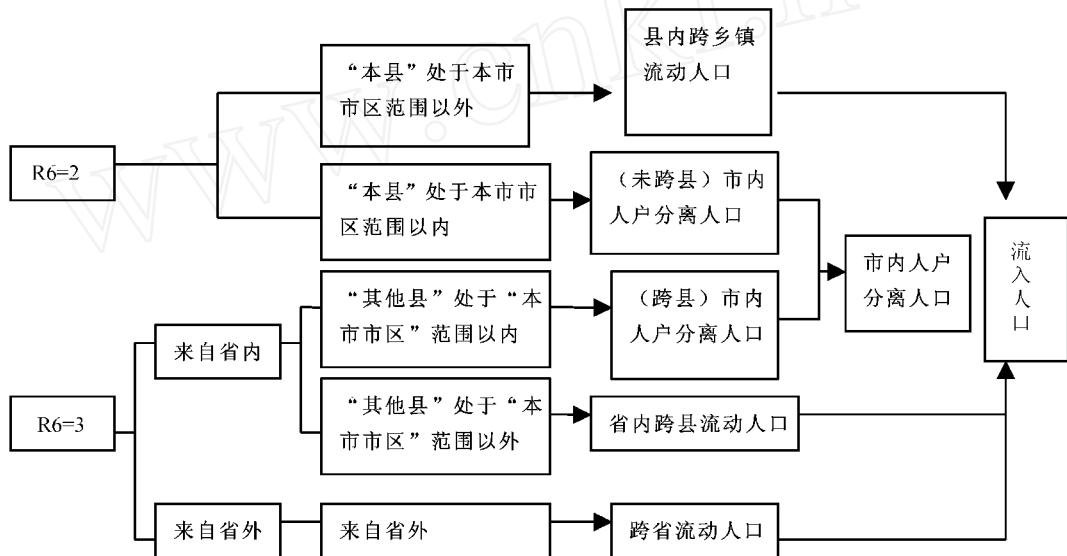 县内跨乡镇
流动人口
“本县”处于本市
市区范围以外
R6=2
“本县”处于本市市
区范围以内
（未跨县）市内
人户分离人口
流入人口
市内人户
分离人口
“其他县”处于“本
市市区”范围以内
（跨县）市内
人户分离人口
来自省内
“其他县”处于“本
市市区”范围以外
省内跨县流动人口
R6=3
来自省外
来自省外
跨省流动人口